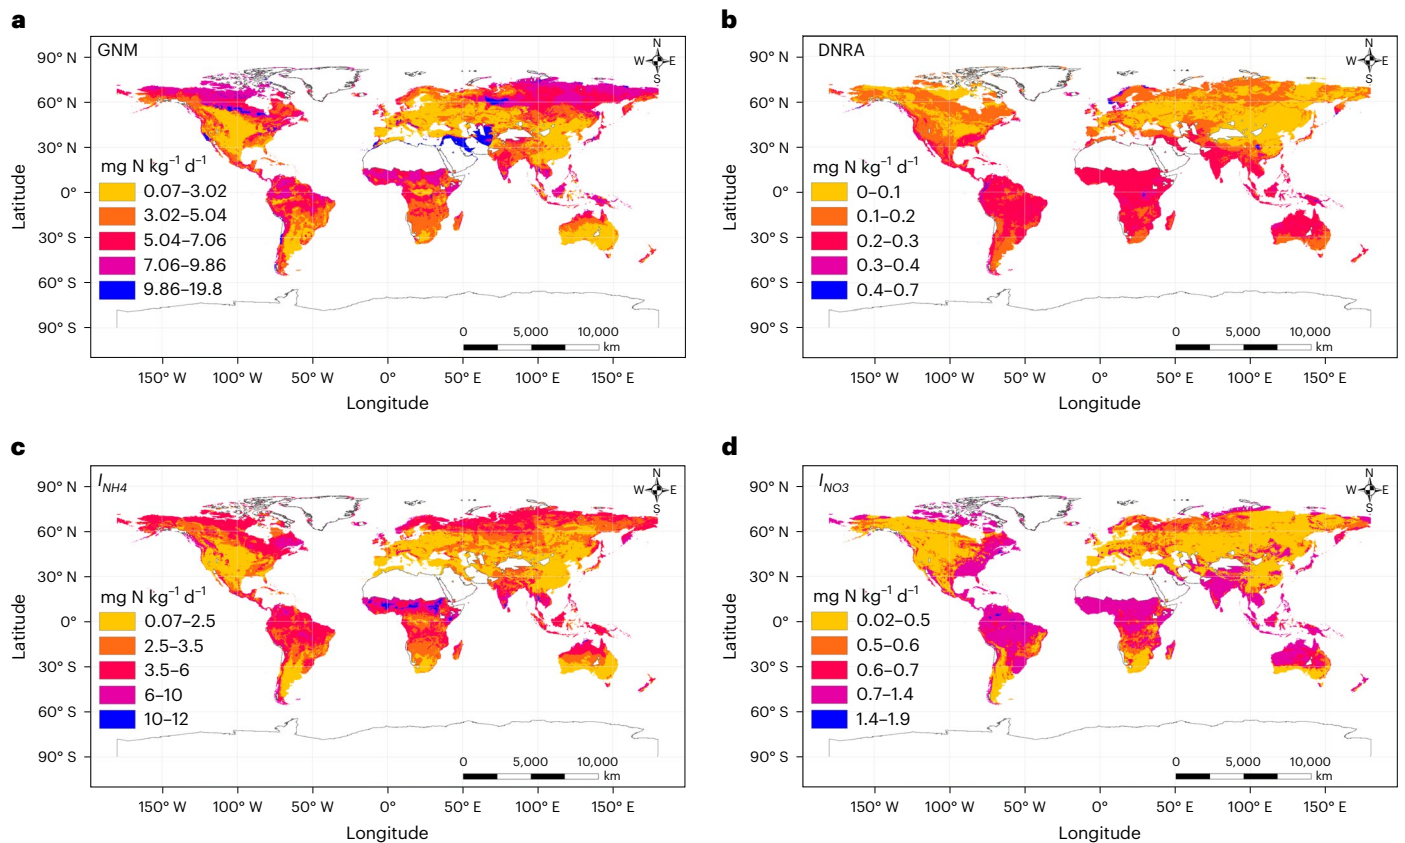 a
GNM
N
W E
S
90° N
60° N
30° N
0°
30° S
60° S
90° S
Latitude
mg N kg⁻¹ d⁻¹
0.07–3.02
3.02–5.04
5.04–7.06
7.06–9.86
9.86–19.8
0 5,000 10,000
km
150° W 100° W 50° W 0° 50° E 100° E 150° E
Longitude
b
DNRA
N
W E
S
90° N
60° N
30° N
0°
30° S
60° S
90° S
Latitude
mg N kg⁻¹ d⁻¹
0–0.1
0.1–0.2
0.2–0.3
0.3–0.4
0.4–0.7
0 5,000 10,000
km
150° W 100° W 50° W 0° 50° E 100° E 150° E
Longitude
c
I_NH4
N
W E
S
90° N
60° N
30° N
0°
30° S
60° S
90° S
Latitude
mg N kg⁻¹ d⁻¹
0.07–2.5
2.5–3.5
3.5–6
6–10
10–12
0 5,000 10,000
km
150° W 100° W 50° W 0° 50° E 100° E 150° E
Longitude
d
I_NO3
N
W E
S
90° N
60° N
30° N
0°
30° S
60° S
90° S
Latitude
mg N kg⁻¹ d⁻¹
0.02–0.5
0.5–0.6
0.6–0.7
0.7–1.4
1.4–1.9
0 5,000 10,000
km
150° W 100° W 50° W 0° 50° E 100° E 150° E
Longitude